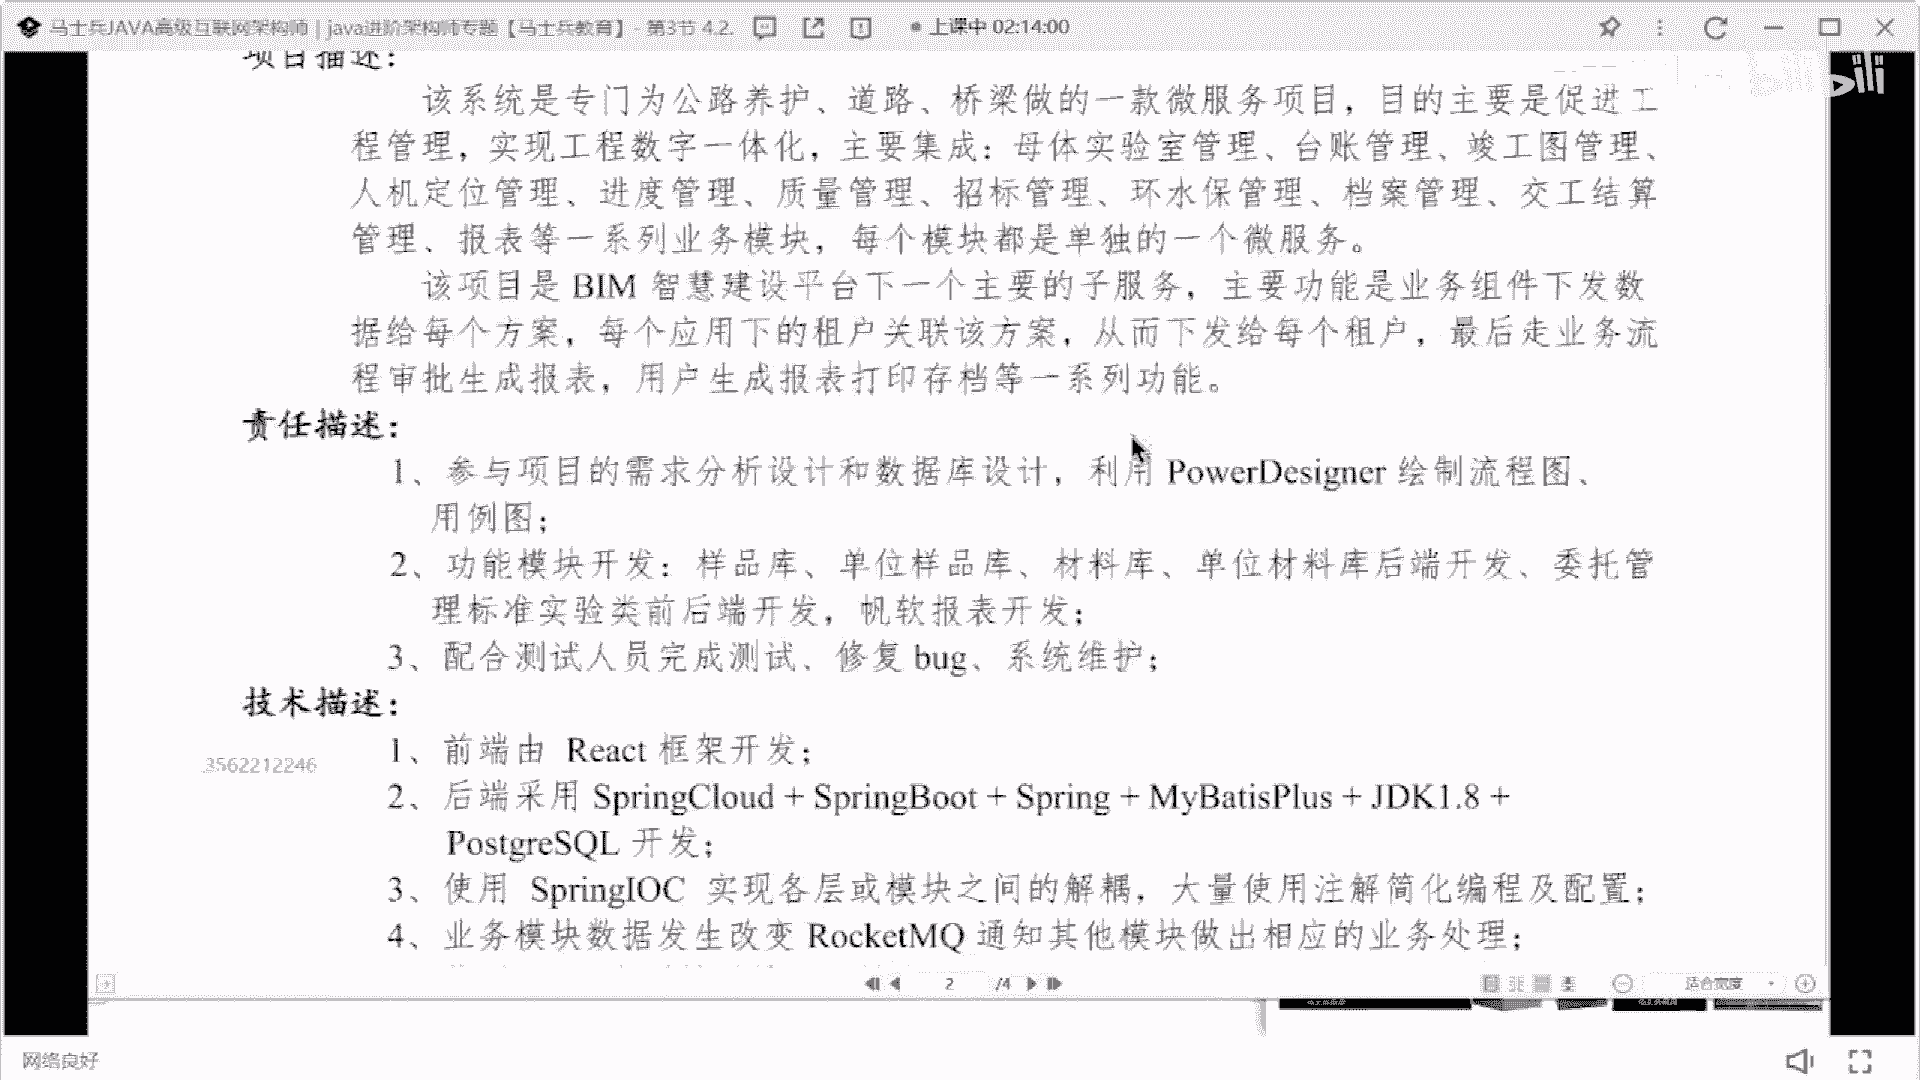 马士兵JAVA高级互联网架构师 | java进阶架构师专题【马士兵教育】 - 第3节 4.2.
上课中 02:14:00
项目描述:
该系统是专门为公路养护、道路、桥梁做的一款微服务项目，目的主要是促进工
程管理，实现工程数字一体化，主要集成：母体实验室管理、台账管理、竣工图管理、
人机定位管理、进度管理、质量管理、招标管理、环水保管理、档案管理、交工结算
管理、报表等一系列业务模块，每个模块都是单独的一个微服务。
该项目是 BIM 智慧建设平台下一个主要的子服务，主要功能是业务组件下发数
据给每个方案，每个应用下的租户关联该方案，从而下发给每个租户，最后走业务流
程审批生成报表，用户生成报表打印存档等一系列功能。
责任描述：
1、参与项目的需求分析设计和数据库设计，利用 PowerDesigner 绘制流程图、
用例图；
2、功能模块开发：样品库、单位样品库、材料库、单位材料库后端开发、委托管
理标准实验类前后端开发，帆软报表开发；
3、配合测试人员完成测试、修复 bug、系统维护；
技术描述：
1、前端由 React 框架开发；
3562212246
2、后端采用 SpringCloud + SpringBoot + Spring + MyBatisPlus + JDK1.8 +
PostgreSQL 开发；
3、使用 SpringIOC 实现各层或模块之间的解耦，大量使用注解简化编程及配置；
4、业务模块数据发生改变 RocketMQ 通知其他模块做出相应的业务处理；
2 /4
适合宽度
网络良好